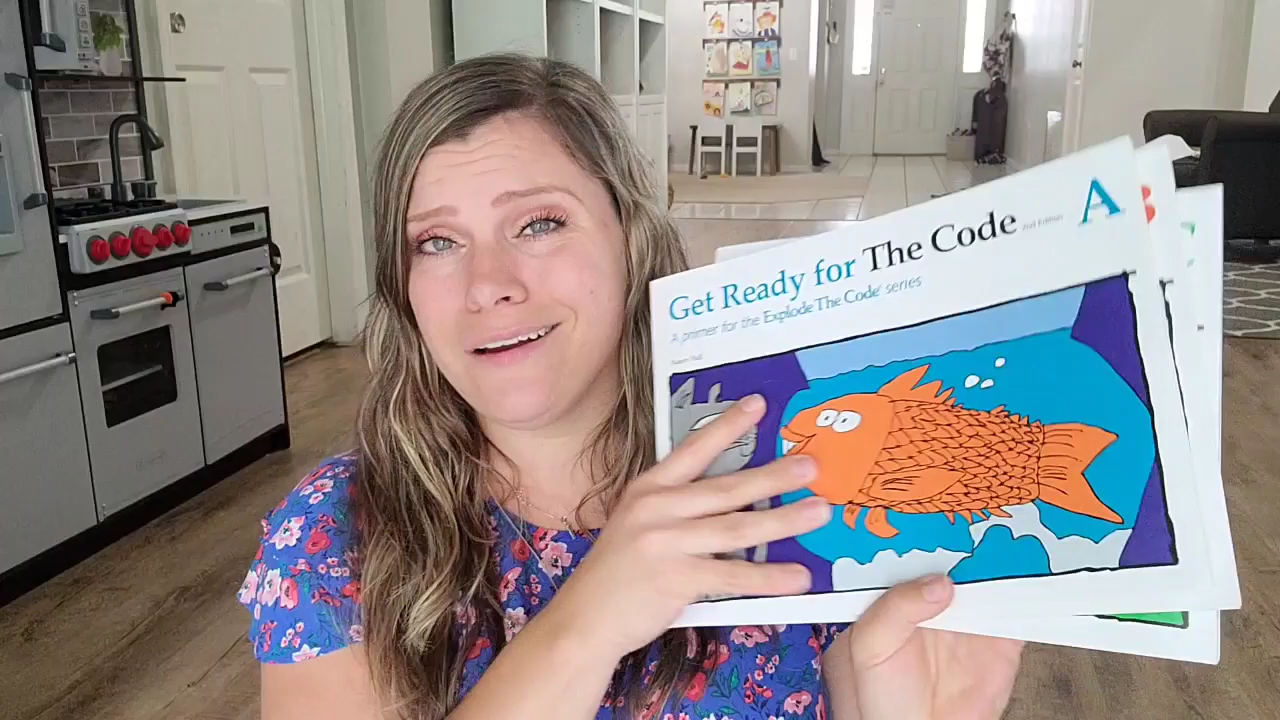 Get Ready for The Code 2nd Edition A
A primer for the Explode The Code® series